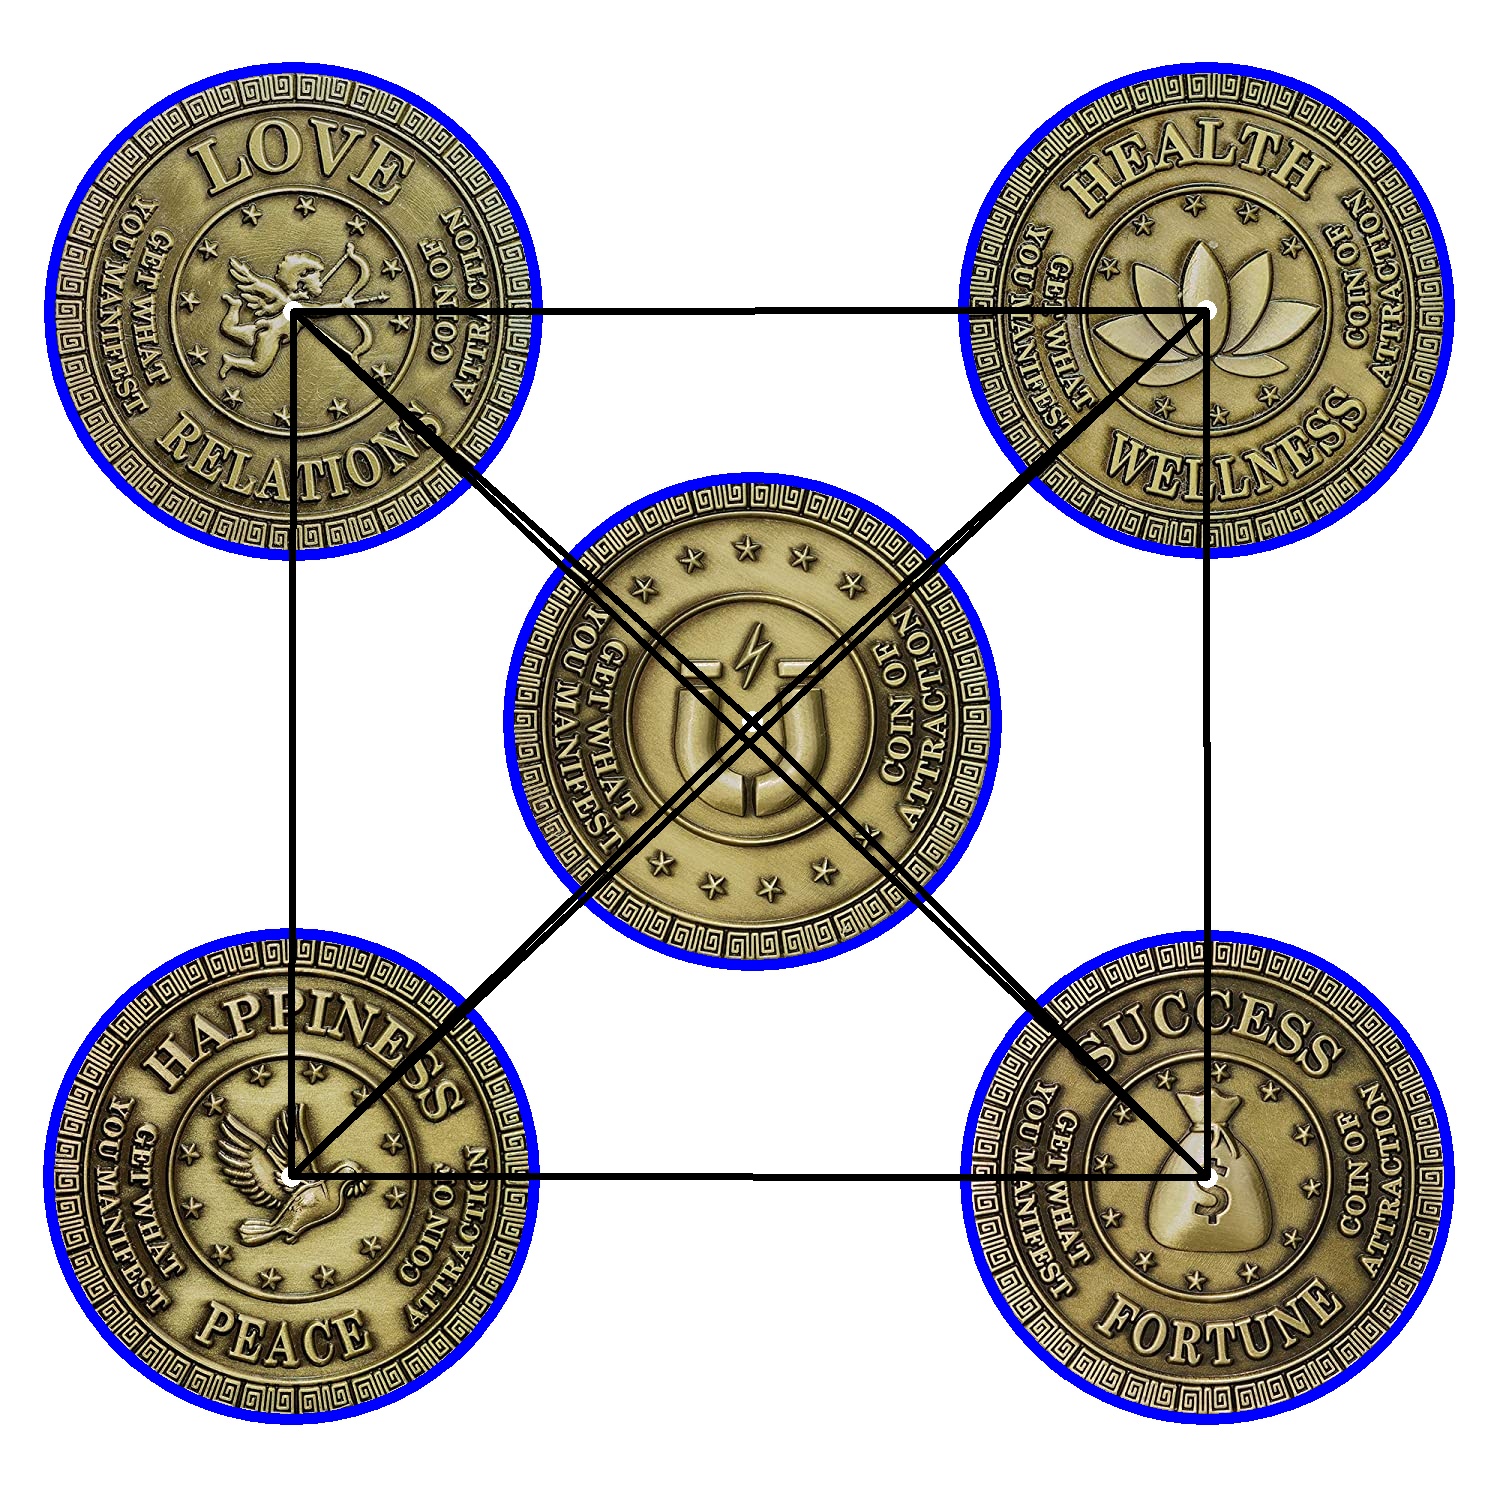 LOVE
GET WHAT
YOU MANIFEST
COIN OF
ATTRACTION
RELATIONS
HEALTH
GET WHAT
YOU MANIFEST
COIN OF
ATTRACTION
WELLNESS
GET WHAT
YOU MANIFEST
COIN OF
ATTRACTION
HAPPINESS
GET WHAT
YOU MANIFEST
COIN OF
ATTRACTION
PEACE
SUCCESS
GET WHAT
YOU MANIFEST
COIN OF
ATTRACTION
$
FORTUNE